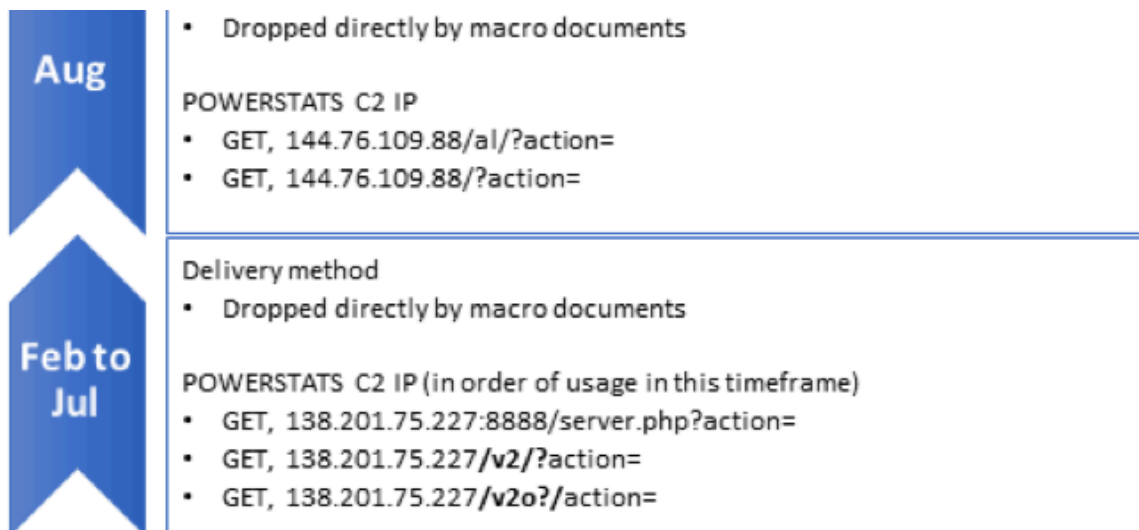 Aug
• Dropped directly by macro documents
POWERSTATS C2 IP
• GET, 144.76.109.88/al/?action=
• GET, 144.76.109.88/?action=
Feb to
Jul
Delivery method
• Dropped directly by macro documents
POWERSTATS C2 IP (in order of usage in this timeframe)
• GET, 138.201.75.227:8888/server.php?action=
• GET, 138.201.75.227/v2/?action=
• GET, 138.201.75.227/v2o?/action=